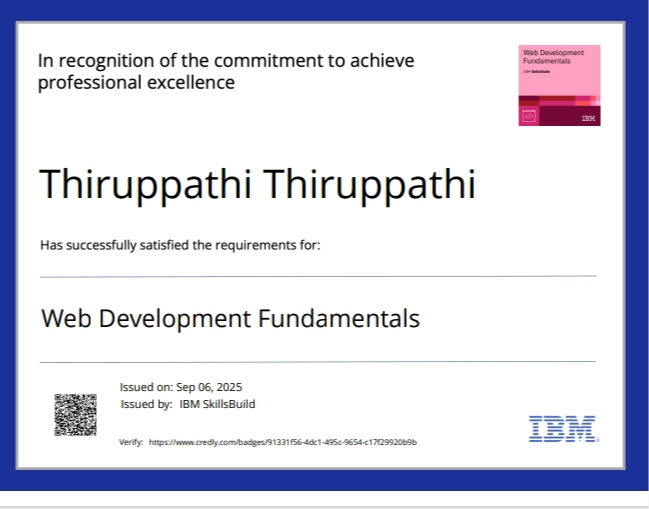 In recognition of the commitment to achieve
professional excellence
Web Development
Fundamentals
IBM SkillsBuild
IBM
Thiruppathi Thiruppathi
Has successfully satisfied the requirements for:
Web Development Fundamentals
Issued on: Sep 06, 2025
Issued by: IBM SkillsBuild
Verify: https://www.credly.com/badges/91331f56-4dc1-495c-9654-c17f29920b9b
IBM